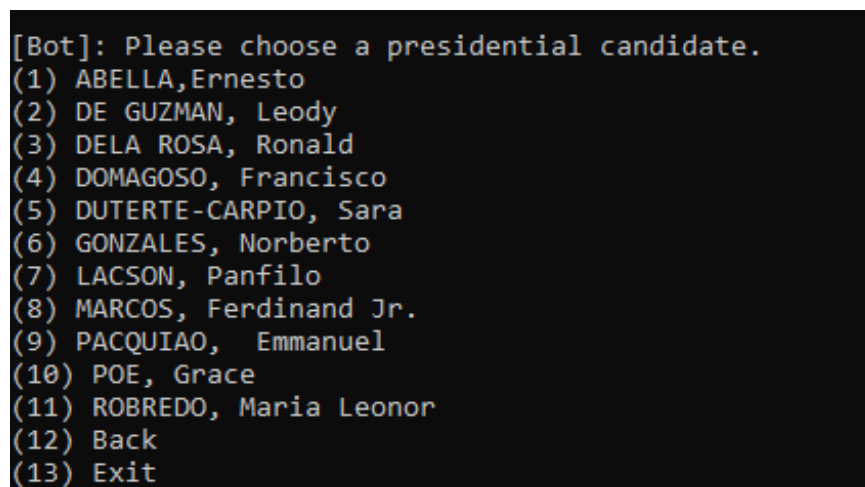 [Bot]: Please choose a presidential candidate.
(1) ABELLA,Ernesto
(2) DE GUZMAN, Leody
(3) DELA ROSA, Ronald
(4) DOMAGOSO, Francisco
(5) DUTERTE-CARPIO, Sara
(6) GONZALES, Norberto
(7) LACSON, Panfilo
(8) MARCOS, Ferdinand Jr.
(9) PACQUIAO,  Emmanuel
(10) POE, Grace
(11) ROBREDO, Maria Leonor
(12) Back
(13) Exit